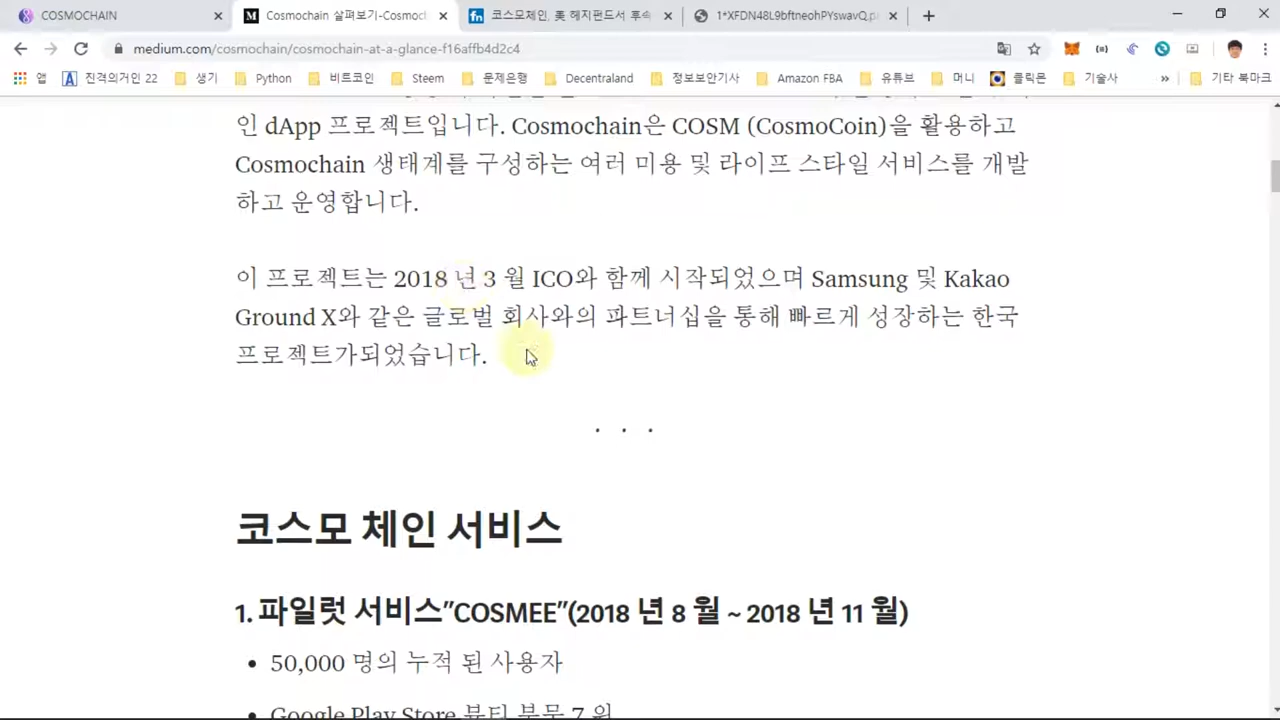 COSMOCHAIN
Cosmochain 살펴보기-Cosmoc
코스모체인, 美 헤지펀드서 후속
1*XFDN48L9bftneohPYswavQ.p
medium.com/cosmochain/cosmochain-at-a-glance-f16affb4d2c4
앱 진격의거인 22 생기 Python 비트코인 Steem 문제은행 Decentraland 정보보안기사 Amazon FBA 유튜브 머니 클릭몬 기술사 » 기타 북마크
인 dApp 프로젝트입니다. Cosmochain은 COSM (CosmoCoin)을 활용하고
Cosmochain 생태계를 구성하는 여러 미용 및 라이프 스타일 서비스를 개발
하고 운영합니다.
이 프로젝트는 2018 년 3 월 ICO와 함께 시작되었으며 Samsung 및 Kakao
Ground X와 같은 글로벌 회사와의 파트너십을 통해 빠르게 성장하는 한국
프로젝트가되었습니다.
. . .
코스모 체인 서비스
1. 파일럿 서비스”COSMEE”(2018 년 8 월 ~ 2018 년 11 월)
• 50,000 명의 누적 된 사용자
• Google Play Store 뷰티 부문 7 위